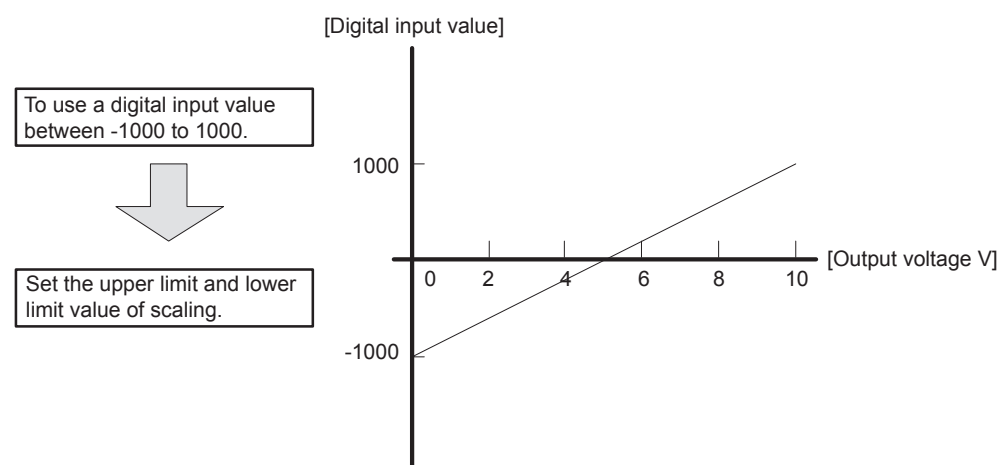 [Digital input value]
To use a digital input value
between -1000 to 1000.
1000
[Output voltage V]
0 2 4 6 8 10
Set the upper limit and lower
limit value of scaling.
-1000